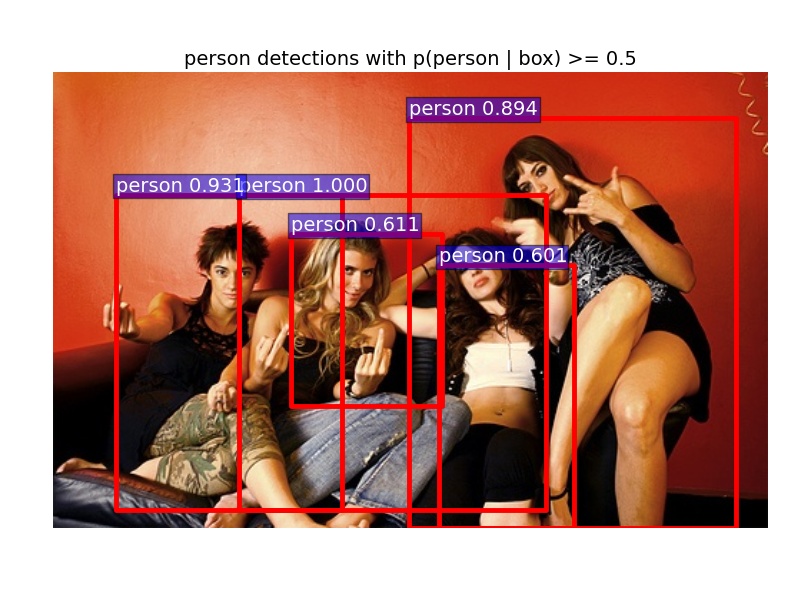 person detections with p(person | box) >= 0.5
person 0.894
person 0.931
person 1.000
person 0.611
person 0.601